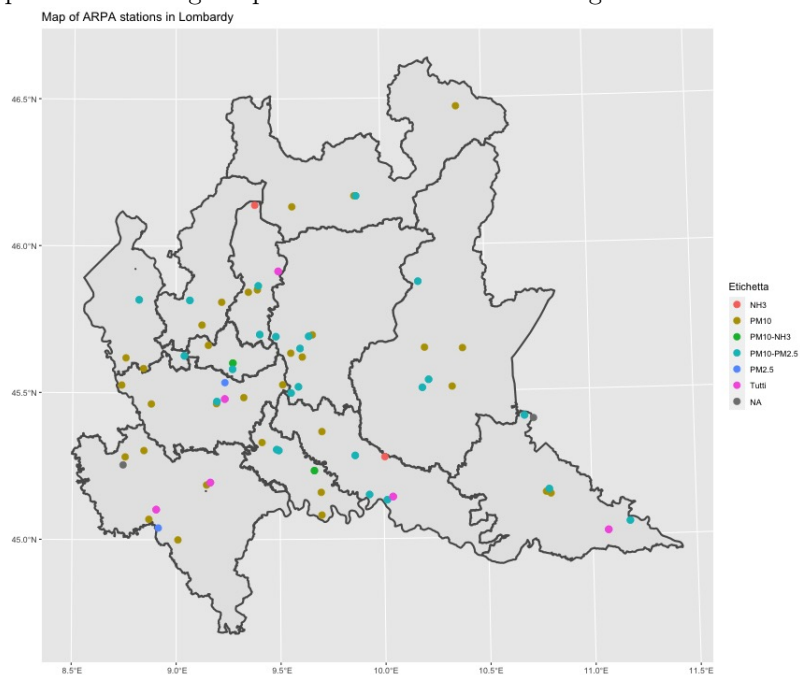 Map of ARPA stations in Lombardy
46.5°N
46.0°N
45.5°N
45.0°N
8.5°E
9.0°E
9.5°E
10.0°E
10.5°E
11.0°E
11.5°E
Etichetta
NH3
PM10
PM10-NH3
PM10-PM2.5
PM2.5
Tutti
NA